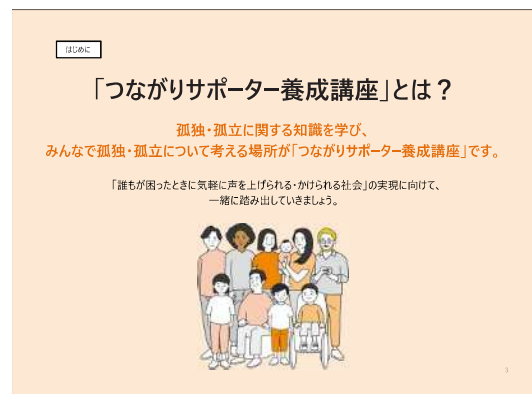 はじめに
「つながりサポーター養成講座」とは？
孤独・孤立に関する知識を学び、
みんなで孤独・孤立について考える場所が「つながりサポーター養成講座」です。
「誰もが困ったときに気軽に声を上げられる・かけられる社会」の実現に向けて、
一緒に踏み出していきましょう。
3